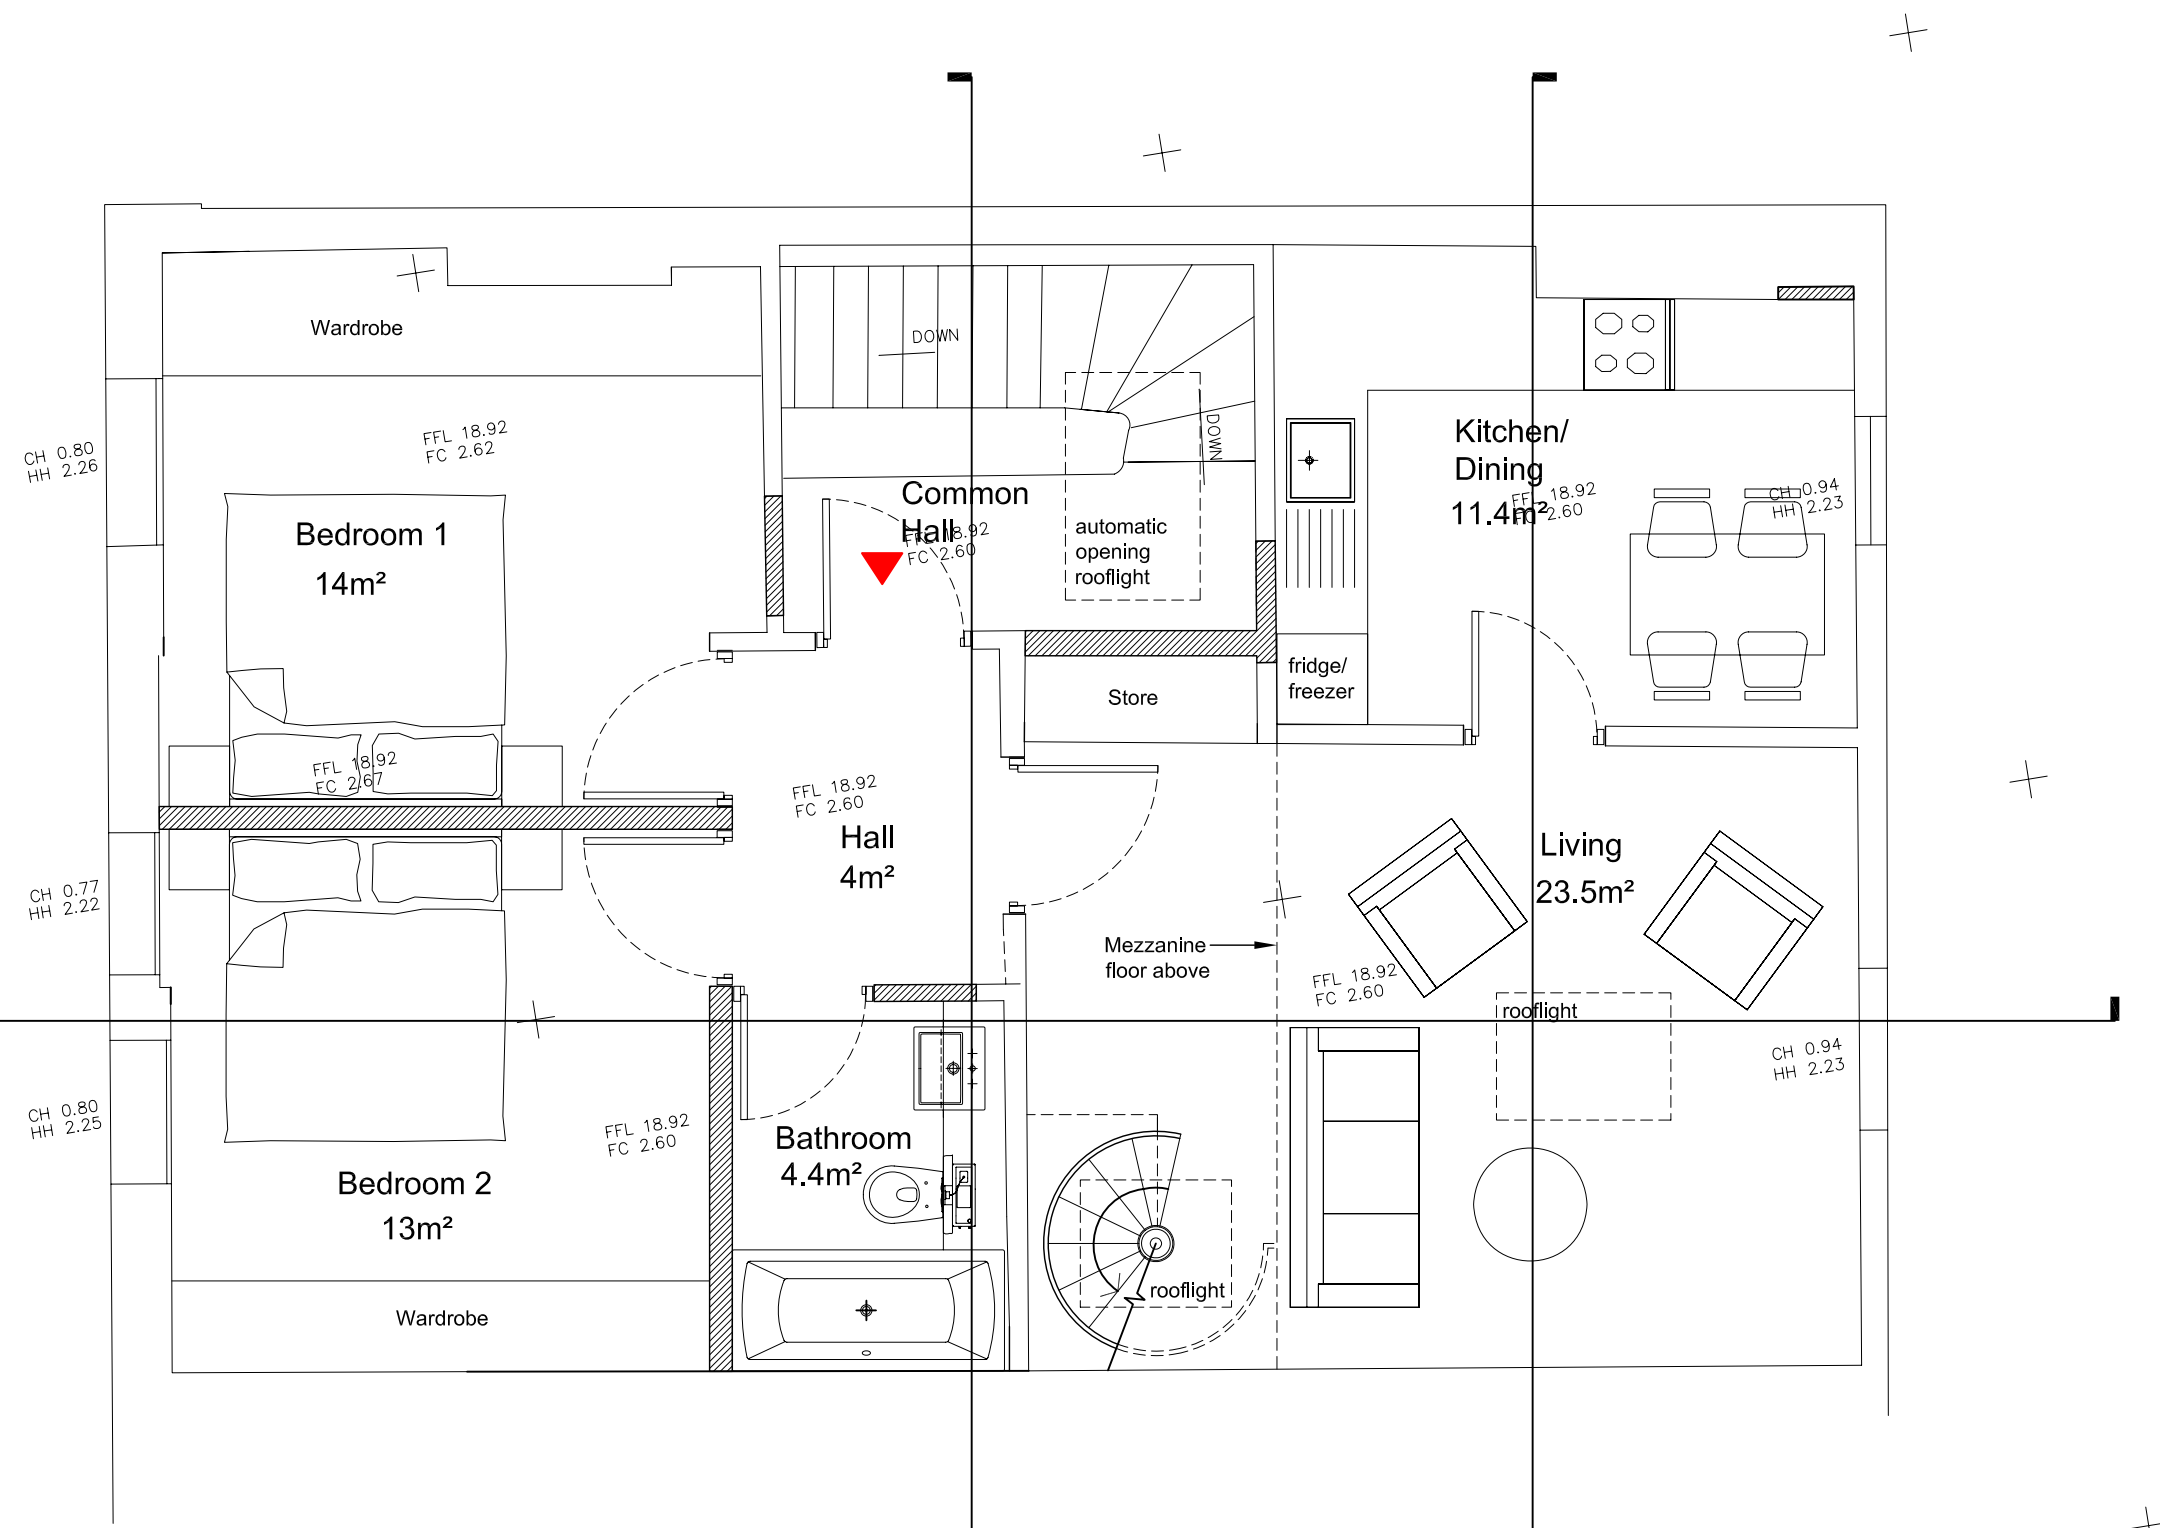 Wardrobe
DOWN
FFL 18.92
FC 2.62
CH 0.80
HH 2.26
Bedroom 1
14m²
DOWN
Common
Hall
FFL 18.92
FC 2.60
automatic
opening
rooflight
Kitchen/
Dining
11.4m²
FFL 18.92
FC 2.60
CH 0.94
HH 2.23
fridge/
freezer
Store
FFL 18.92
FC 2.67
FFL 18.92
FC 2.60
Hall
4m²
Living
23.5m²
CH 0.77
HH 2.22
Mezzanine
floor above
FFL 18.92
FC 2.60
rooflight
CH 0.94
HH 2.23
CH 0.80
HH 2.25
FFL 18.92
FC 2.60
Bathroom
4.4m²
Bedroom 2
13m²
rooflight
Wardrobe